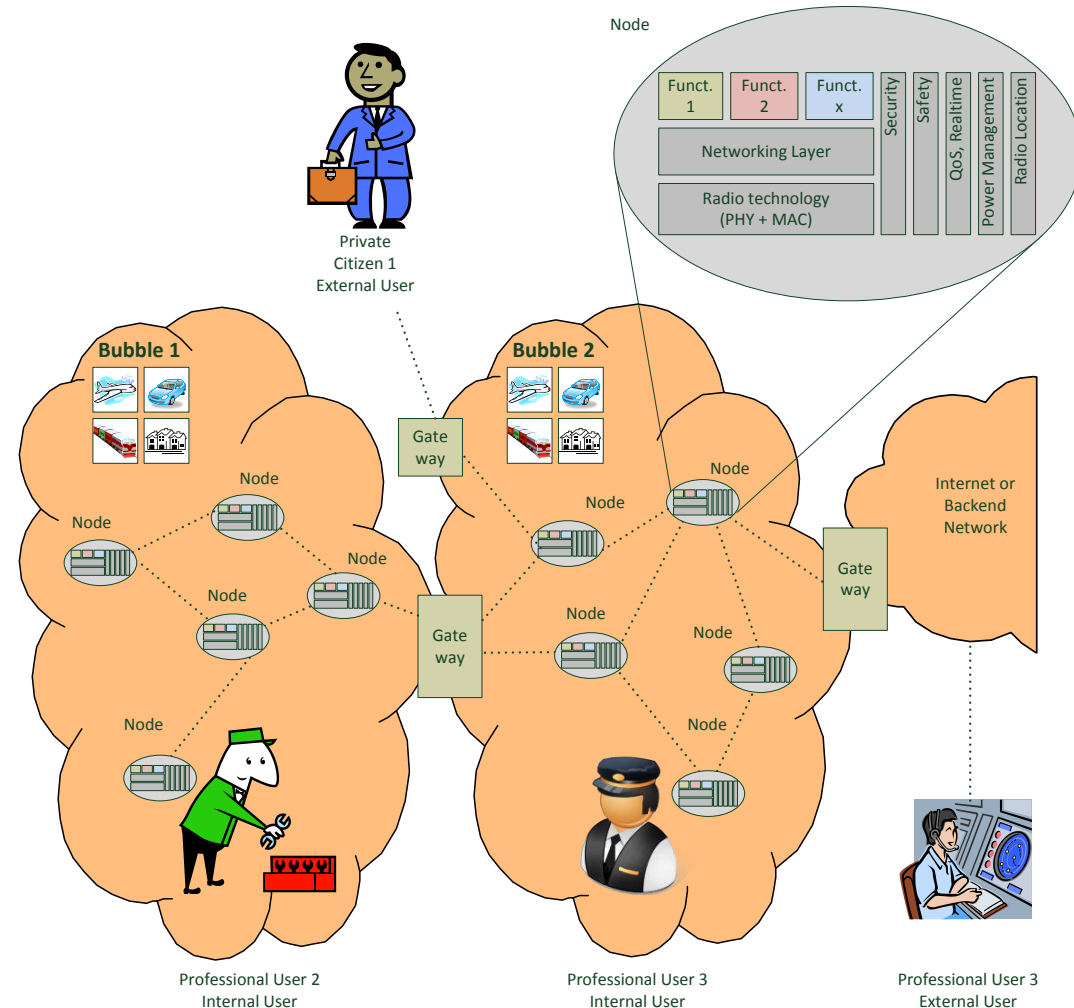 Node
Funct.
1
Funct.
2
Funct.
x
Networking Layer
Radio technology
(PHY + MAC)
Security
Safety
QoS, Realtime
Power Management
Radio Location
Private
Citizen 1
External User
Bubble 1
Bubble 2
Gate
way
Node
Node
Node
Node
Node
Node
Node
Node
Node
Node
Gate
way
Gate
way
Internet or
Backend
Network
Professional User 2
Internal User
Professional User 3
Internal User
Professional User 3
External User